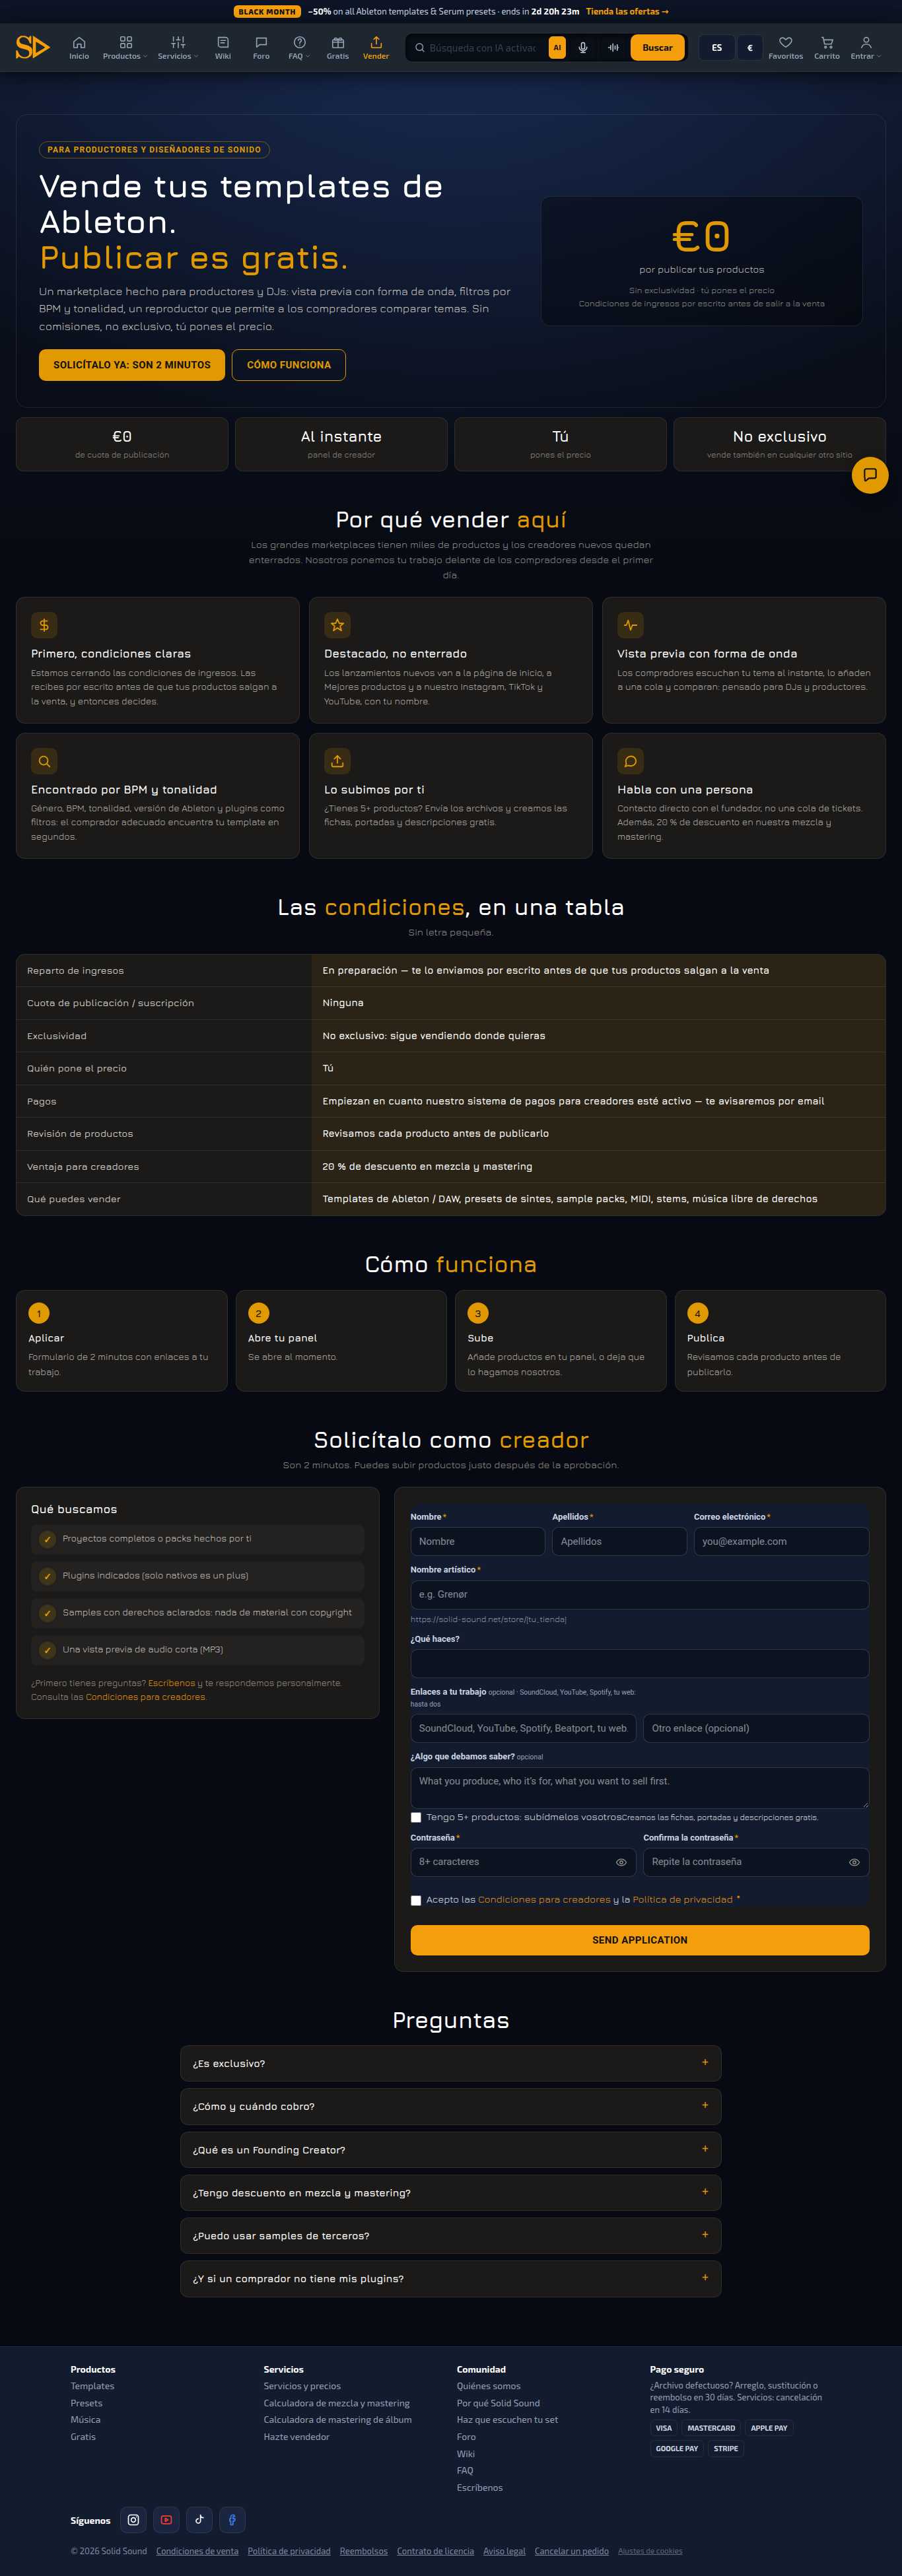 BLACK MONTH −50% on all Ableton templates & Serum presets · ends in 2d 20h 23m Tienda las ofertas →
Inicio Productos Servicios Wiki Foro FAQ Gratis Vender
Búsqueda con IA activac AI Buscar ES € Favoritos Carrito Entrar
PARA PRODUCTORES Y DISEÑADORES DE SONIDO
Vende tus templates de
Ableton.
Publicar es gratis.
Un marketplace hecho para productores y DJs: vista previa con forma de onda, filtros por
BPM y tonalidad, un reproductor que permite a los compradores comparar temas. Sin
comisiones, no exclusivo, tú pones el precio.
SOLICÍTALO YA: SON 2 MINUTOS
CÓMO FUNCIONA
€0
por publicar tus productos
Sin exclusividad · tú pones el precio
Condiciones de ingresos por escrito antes de salir a la venta
€0
de cuota de publicación
Al instante
panel de creador
Tú
pones el precio
No exclusivo
vende también en cualquier otro sitio
Por qué vender aquí
Los grandes marketplaces tienen miles de productos y los creadores nuevos quedan
enterrados. Nosotros ponemos tu trabajo delante de los compradores desde el primer
día.
Primero, condiciones claras
Estamos cerrando las condiciones de ingresos. Las
recibes por escrito antes de que tus productos salgan a
la venta, y entonces decides.
Destacado, no enterrado
Los lanzamientos nuevos van a la página de inicio, a
Mejores productos y a nuestro Instagram, TikTok y
YouTube, con tu nombre.
Vista previa con forma de onda
Los compradores escuchan tu tema al instante, lo añaden
a una cola y comparan: pensado para DJs y productores.
Encontrado por BPM y tonalidad
Género, BPM, tonalidad, versión de Ableton y plugins como
filtros: el comprador adecuado encuentra tu template en
segundos.
Lo subimos por ti
¿Tienes 5+ productos? Envía los archivos y creamos las
fichas, portadas y descripciones gratis.
Habla con una persona
Contacto directo con el fundador, no una cola de tickets.
Además, 20 % de descuento en nuestra mezcla y
mastering.
Las condiciones, en una tabla
Sin letra pequeña.
Reparto de ingresos En preparación — te lo enviamos por escrito antes de que tus productos salgan a la venta
Cuota de publicación / suscripción Ninguna
Exclusividad No exclusivo: sigue vendiendo donde quieras
Quién pone el precio Tú
Pagos Empiezan en cuanto nuestro sistema de pagos para creadores esté activo — te avisaremos por email
Revisión de productos Revisamos cada producto antes de publicarlo
Ventaja para creadores 20 % de descuento en mezcla y mastering
Qué puedes vender Templates de Ableton / DAW, presets de sintes, sample packs, MIDI, stems, música libre de derechos
Cómo funciona
1
Aplicar
Formulario de 2 minutos con enlaces a tu
trabajo.
2
Abre tu panel
Se abre al momento.
3
Sube
Añade productos en tu panel, o deja que
lo hagamos nosotros.
4
Publica
Revisamos cada producto antes de
publicarlo.
Solicítalo como creador
Son 2 minutos. Puedes subir productos justo después de la aprobación.
Qué buscamos
✓ Proyectos completos o packs hechos por ti
✓ Plugins indicados (solo nativos es un plus)
✓ Samples con derechos aclarados: nada de material con copyright
✓ Una vista previa de audio corta (MP3)
¿Primero tienes preguntas? Escríbenos y te respondemos personalmente.
Consulta las Condiciones para creadores.
Nombre * Apellidos * Correo electrónico *
Nombre Apellidos you@example.com
Nombre artístico *
e.g. Grenør
https://solid-sound.net/store/{tu_tienda}
¿Qué haces?
Enlaces a tu trabajo opcional · SoundCloud, YouTube, Spotify, tu web:
hasta dos
SoundCloud, YouTube, Spotify, Beatport, tu web Otro enlace (opcional)
¿Algo que debamos saber? opcional
What you produce, who it's for, what you want to sell first.
Tengo 5+ productos: subídmelos vosotrosCreamos las fichas, portadas y descripciones gratis.
Contraseña * Confirma la contraseña *
8+ caracteres Repite la contraseña
Acepto las Condiciones para creadores y la Política de privacidad *
SEND APPLICATION
Preguntas
¿Es exclusivo? +
¿Cómo y cuándo cobro? +
¿Qué es un Founding Creator? +
¿Tengo descuento en mezcla y mastering? +
¿Puedo usar samples de terceros? +
¿Y si un comprador no tiene mis plugins? +
Productos
Templates
Presets
Música
Gratis
Servicios
Servicios y precios
Calculadora de mezcla y mastering
Calculadora de mastering de álbum
Hazte vendedor
Comunidad
Quiénes somos
Por qué Solid Sound
Haz que escuchen tu set
Foro
Wiki
FAQ
Escríbenos
Pago seguro
¿Archivo defectuoso? Arreglo, sustitución o
reembolso en 30 días. Servicios: cancelación
en 14 días.
VISA MASTERCARD APPLE PAY
GOOGLE PAY STRIPE
Síguenos
© 2026 Solid Sound Condiciones de venta Política de privacidad Reembolsos Contrato de licencia Aviso legal Cancelar un pedido Ajustes de cookies